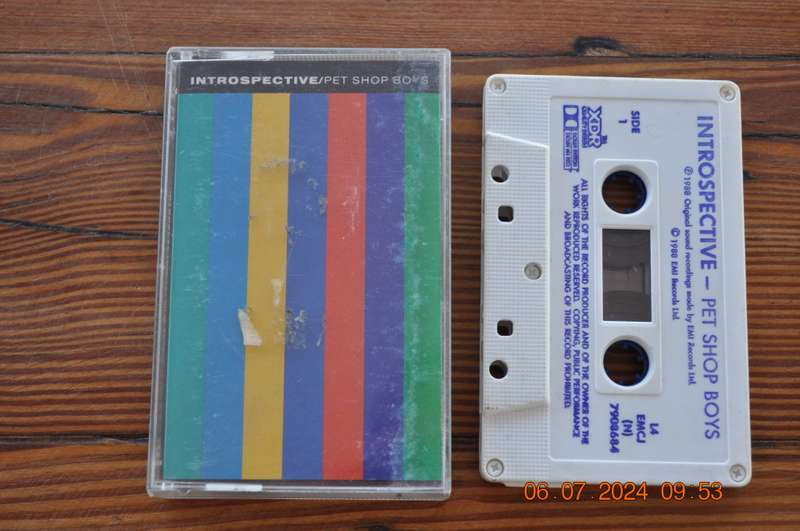 INTROSPECTIVE/PET SHOP BOYS
INTROSPECTIVE – PET SHOP BOYS
℗ 1988 Original sound recordings made by EMI Records Ltd.
© 1988 EMI Records Ltd.
SIDE
1
XDR
ALL RIGHTS OF THE RECORD PRODUCER AND OF THE OWNER OF THE
WORK REPRODUCED RESERVED. COPYING, PUBLIC PERFORMANCE
AND BROADCASTING OF THIS RECORD PROHIBITED.
L4
EMCJ
(N)
7908684
06.07.2024 09:53